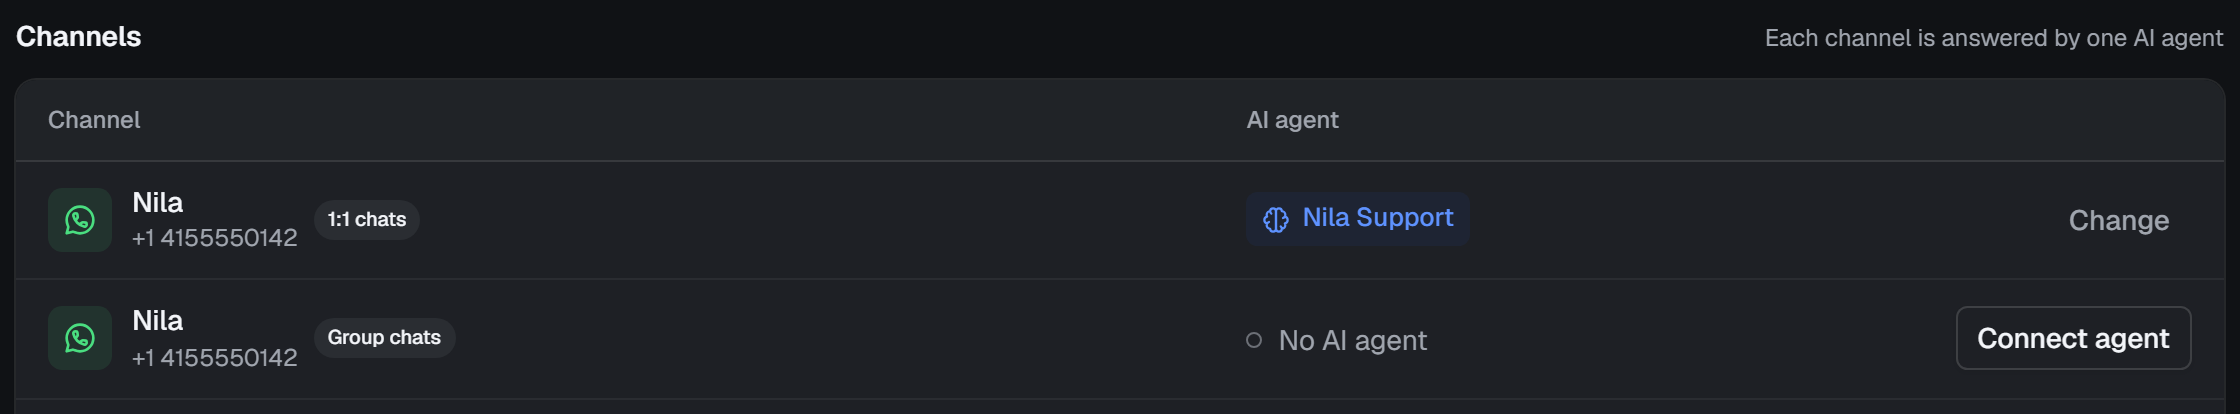 Channels
Each channel is answered by one AI agent
Channel
AI agent
Nila
+1 4155550142
1:1 chats
Nila Support
Change
Nila
+1 4155550142
Group chats
No AI agent
Connect agent